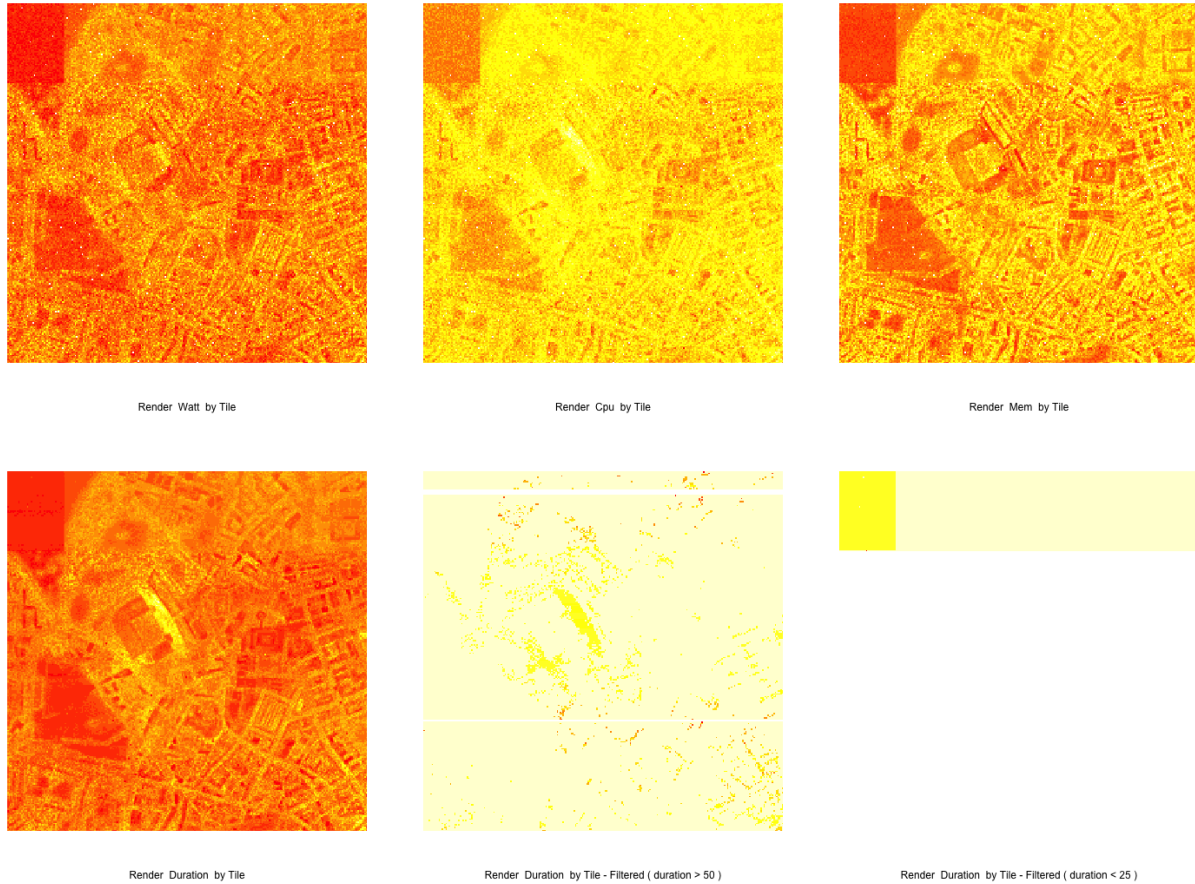 Render Watt by Tile
Render Cpu by Tile
Render Mem by Tile
Render Duration by Tile
Render Duration by Tile - Filtered ( duration > 50 )
Render Duration by Tile - Filtered ( duration < 25 )